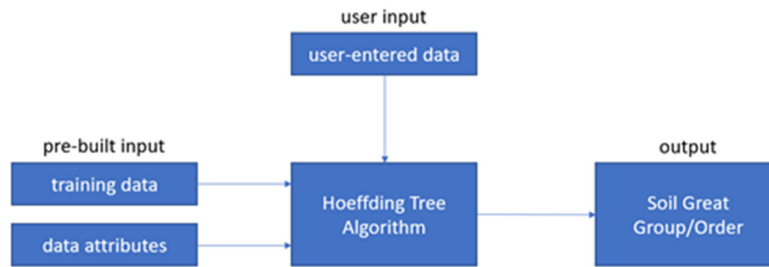 user input
user-entered data
pre-built input
training data
data attributes
Hoeffding Tree
Algorithm
output
Soil Great
Group/Order